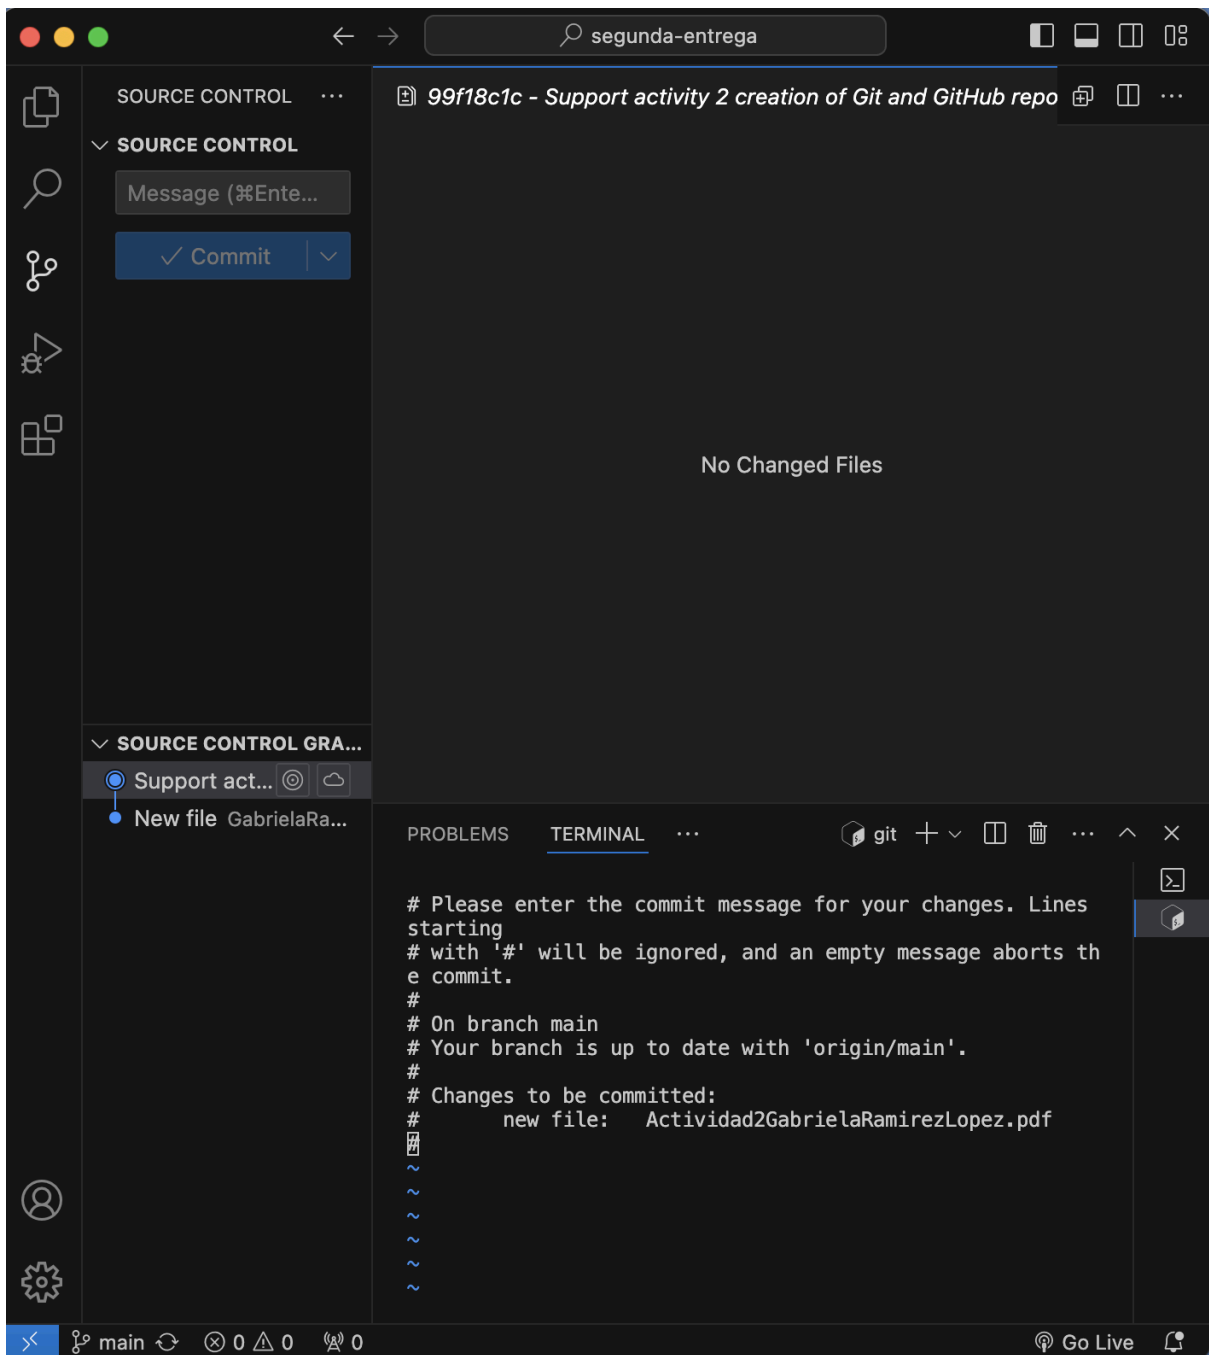 segunda-entrega
SOURCE CONTROL
99f18c1c - Support activity 2 creation of Git and GitHub repo
SOURCE CONTROL
Message (⌘Ente...
Commit
No Changed Files
SOURCE CONTROL GRA...
Support act...
New file GabrielaRa...
PROBLEMS TERMINAL ... git
# Please enter the commit message for your changes. Lines
starting
# with '#' will be ignored, and an empty message aborts th
e commit.
#
# On branch main
# Your branch is up to date with 'origin/main'.
#
# Changes to be committed:
#       new file:   Actividad2GabrielaRamirezLopez.pdf
#
~
~
~
~
~
~
main 0 0 0 Go Live